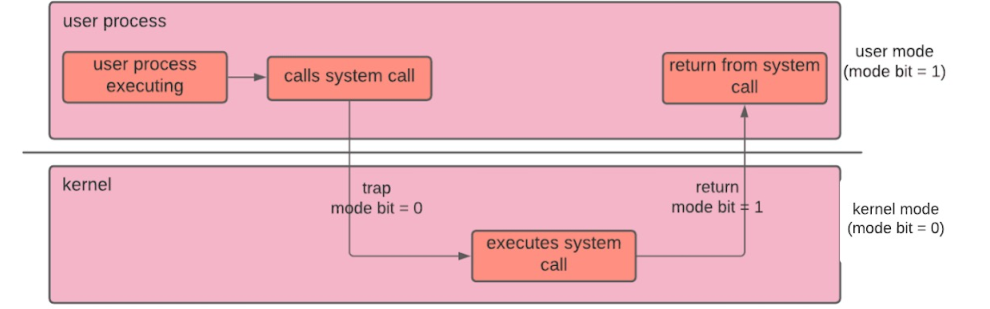 user process
user process
executing
calls system call
return from system
call
user mode
(mode bit = 1)
kernel
trap
mode bit = 0
return
mode bit = 1
executes system
call
kernel mode
(mode bit = 0)